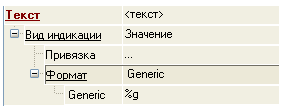 Текст <текст>
Вид индикации Значение
Привязка ...
Формат Generic
Generic %g